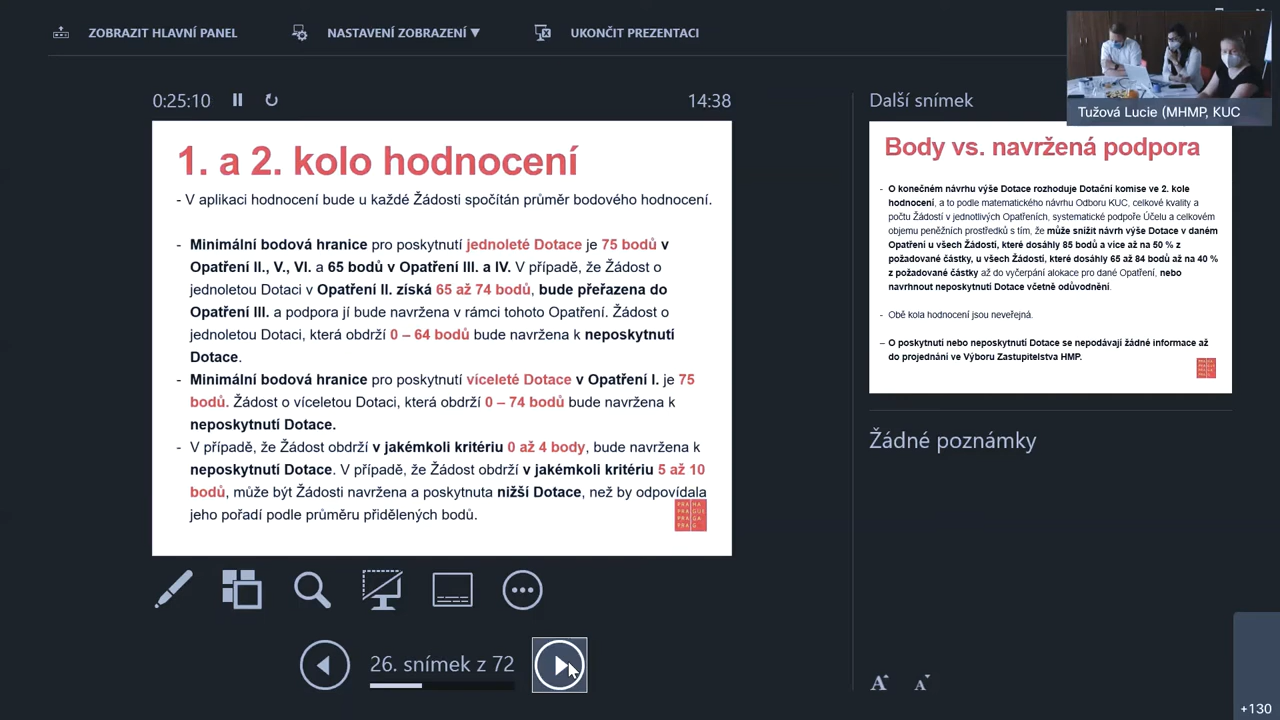 ZOBRAZIT HLAVNÍ PANEL
NASTAVENÍ ZOBRAZENÍ ▼
UKONČIT PREZENTACI
0:25:10
14:38
1. a 2. kolo hodnocení
- V aplikaci hodnocení bude u každé Žádosti spočítán průměr bodového hodnocení.
- Minimální bodová hranice pro poskytnutí jednoleté Dotace je 75 bodů v
Opatření II., V., VI. a 65 bodů v Opatření III. a IV. V případě, že Žádost o
jednoletou Dotaci v Opatření II. získá 65 až 74 bodů, bude přeřazena do
Opatření III. a podpora jí bude navržena v rámci tohoto Opatření. Žádost o
jednoletou Dotaci, která obdrží 0 – 64 bodů bude navržena k neposkytnutí
Dotace.
- Minimální bodová hranice pro poskytnutí víceleté Dotace v Opatření I. je 75
bodů. Žádost o víceletou Dotaci, která obdrží 0 – 74 bodů bude navržena k
neposkytnutí Dotace.
- V případě, že Žádost obdrží v jakémkoli kritériu 0 až 4 body, bude navržena k
neposkytnutí Dotace. V případě, že Žádost obdrží v jakémkoli kritériu 5 až 10
bodů, může být Žádosti navržena a poskytnuta nižší Dotace, než by odpovídala
jeho pořadí podle průměru přidělených bodů.
PRA HA
PRA GUE
PRA GA
PRA G
26. snímek z 72
Další snímek
Tužová Lucie (MHMP, KUC
Body vs. navržená podpora
- O konečném návrhu výše Dotace rozhoduje Dotační komise ve 2. kole
hodnocení, a to podle matematického návrhu Odboru KUC, celkové kvality a
počtu Žádostí v jednotlivých Opatřeních, systematické podpoře Účelu a celkovém
objemu peněžních prostředků s tím, že může snížit návrh výše Dotace v daném
Opatření u všech Žádostí, které dosáhly 85 bodů a více až na 50 % z
požadované částky, u všech Žádostí, které dosáhly 65 až 84 bodů až na 40 %
z požadované částky až do vyčerpání alokace pro dané Opatření, nebo
navrhnout neposkytnutí Dotace včetně odůvodnění.
- Obě kola hodnocení jsou neveřejná.
– O poskytnutí nebo neposkytnutí Dotace se nepodávají žádné informace až
do projednání ve Výboru Zastupitelstva HMP.
Žádné poznámky
A A
+130